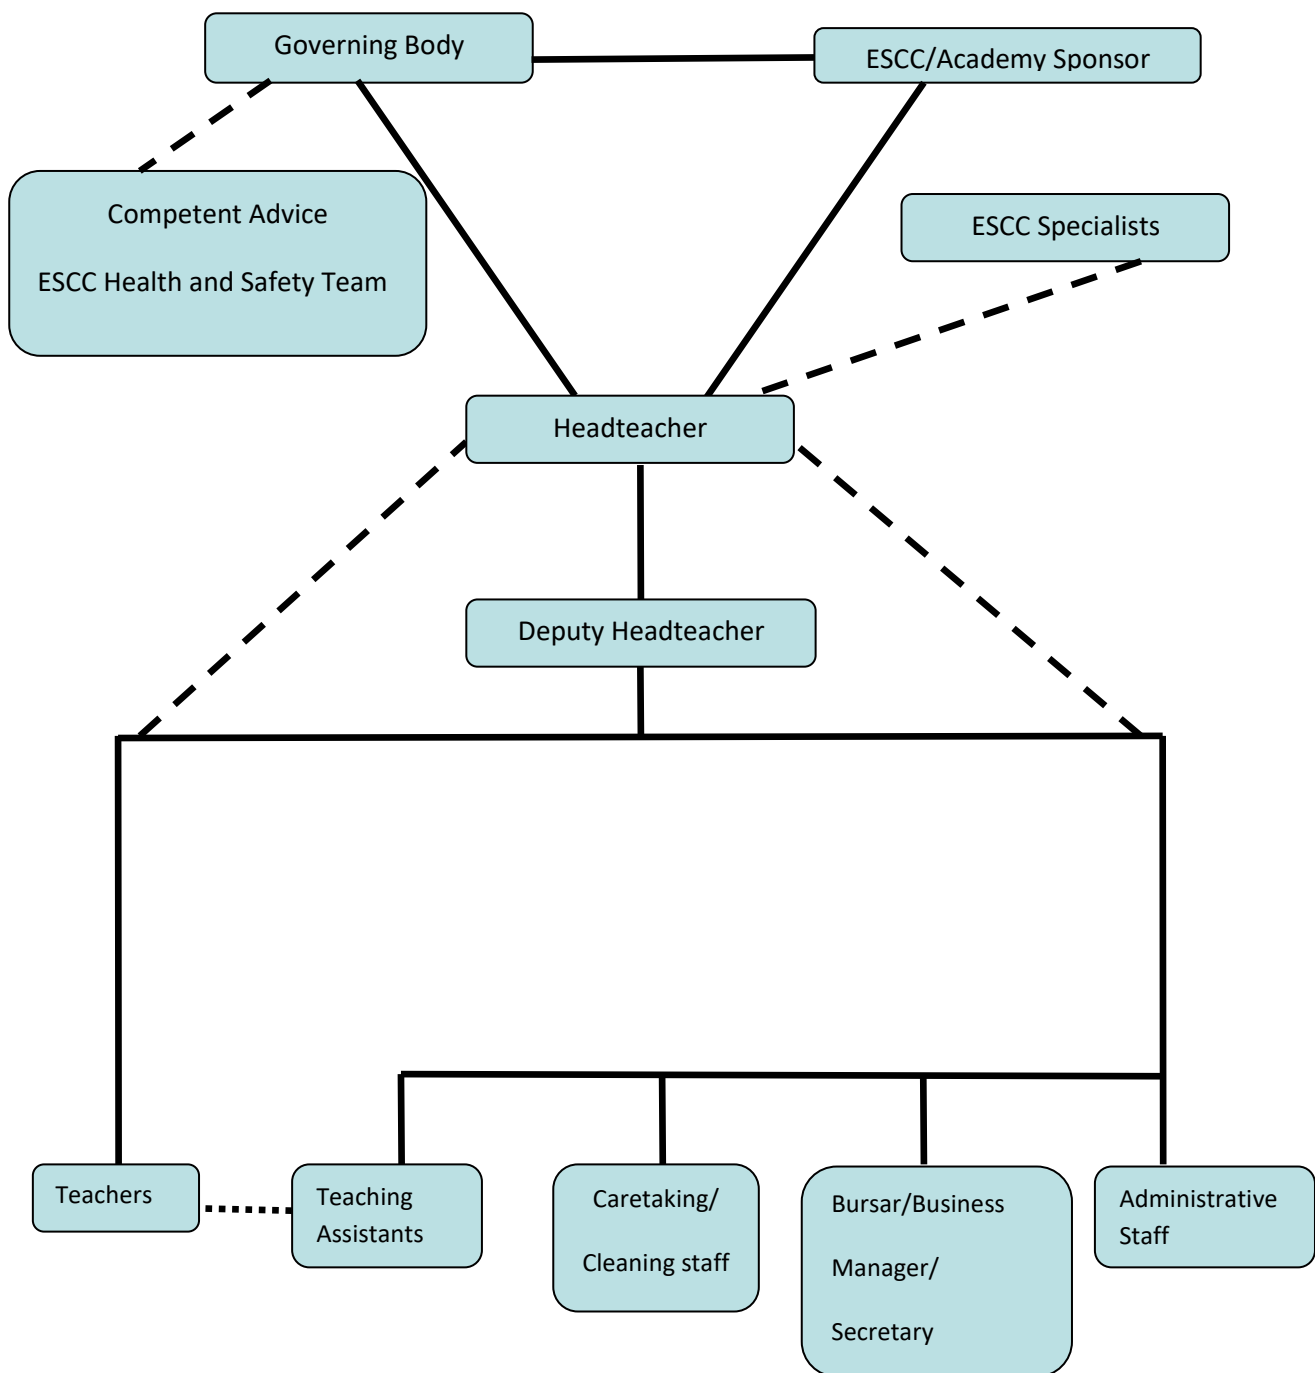 Governing Body
ESCC/Academy Sponsor
Competent Advice
ESCC Health and Safety Team
ESCC Specialists
Headteacher
Deputy Headteacher
Teachers
Teaching
Assistants
Caretaking/
Cleaning staff
Bursar/Business
Manager/
Secretary
Administrative
Staff